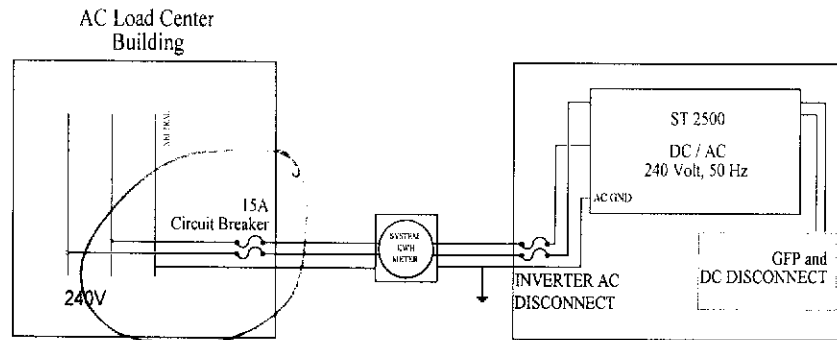 AC Load Center
Building
NEUTRAL
15A
Circuit Breaker
240V
SYSTEM
KWH
METER
INVERTER AC
DISCONNECT
ST 2500
DC / AC
240 Volt, 50 Hz
AC GND
GFP and
DC DISCONNECT